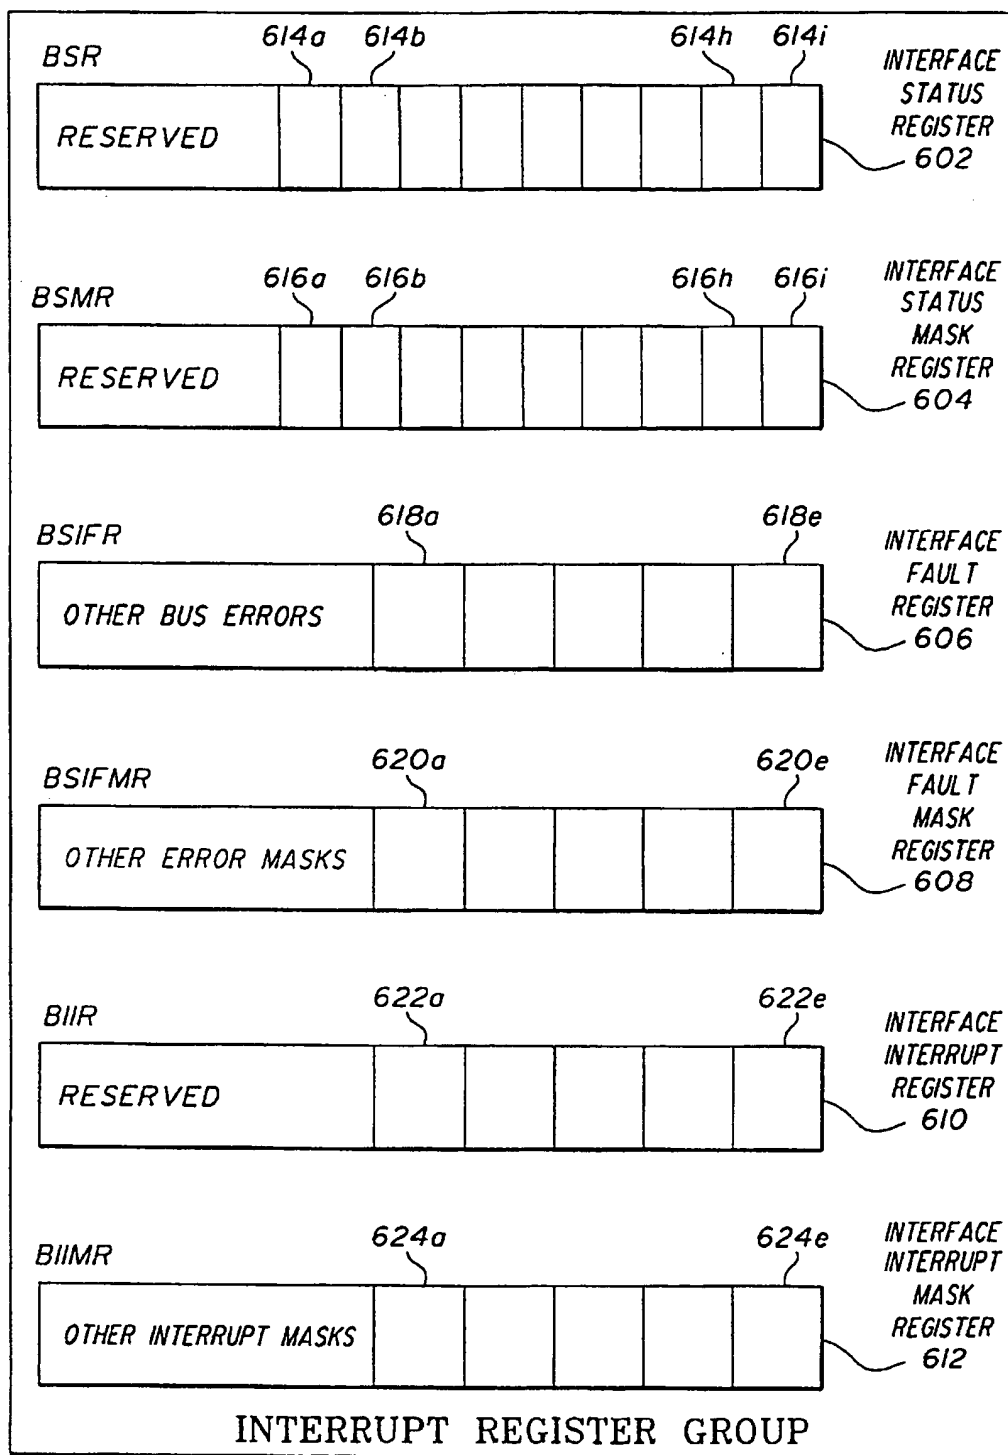 BSR
614a 614b 614h 614i
RESERVED
INTERFACE
STATUS
REGISTER
602
BSMR
616a 616b 616h 616i
RESERVED
INTERFACE
STATUS
MASK
REGISTER
604
BSIFR
618a 618e
OTHER BUS ERRORS
INTERFACE
FAULT
REGISTER
606
BSIFMR
620a 620e
OTHER ERROR MASKS
INTERFACE
FAULT
MASK
REGISTER
608
BIIR
622a 622e
RESERVED
INTERFACE
INTERRUPT
REGISTER
610
BIIMR
624a 624e
OTHER INTERRUPT MASKS
INTERFACE
INTERRUPT
MASK
REGISTER
612
INTERRUPT REGISTER GROUP